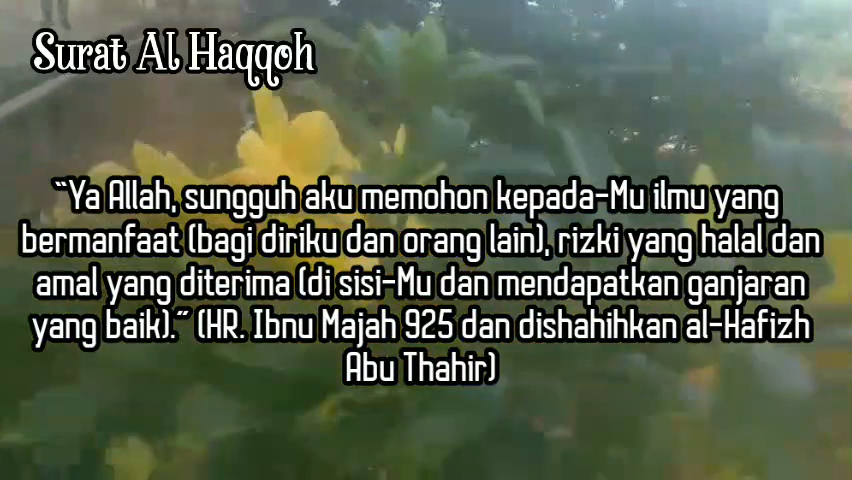 Surat Al Haqqoh
“Ya Allah, sungguh aku memohon kepada-Mu ilmu yang
bermanfaat (bagi diriku dan orang lain), rizki yang halal dan
amal yang diterima (di sisi-Mu dan mendapatkan ganjaran
yang baik).” (HR. Ibnu Majah 925 dan dishahihkan al-Hafizh
Abu Thahir)